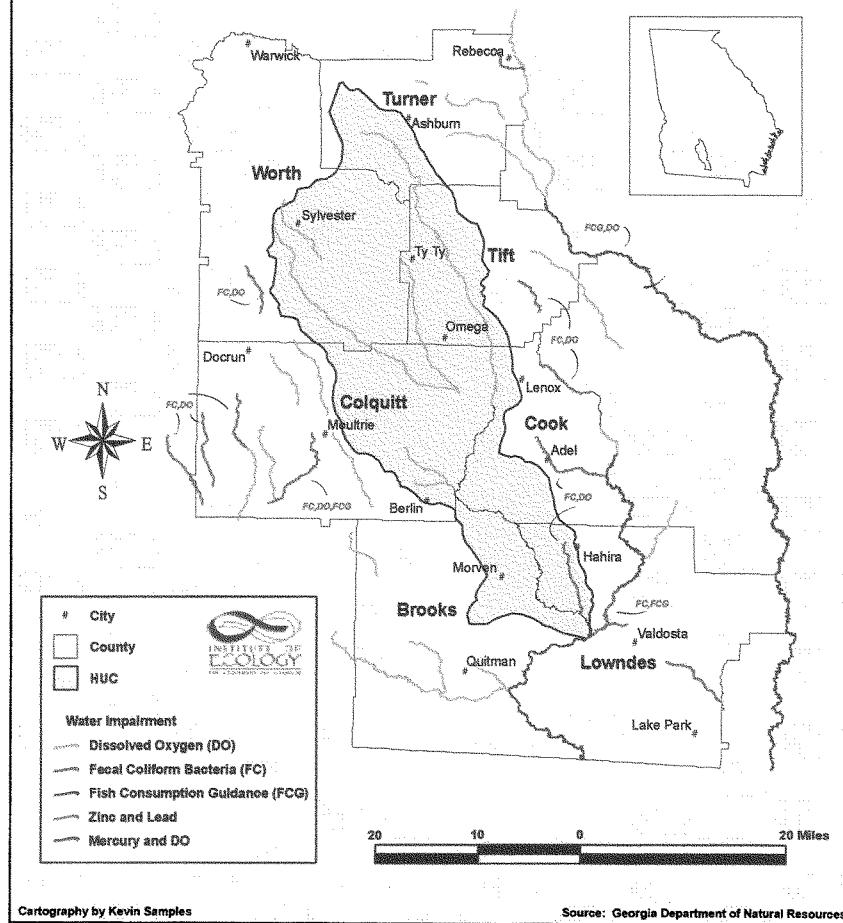 Warwick
Rebecca
Turner
Ashburn
Worth
Sylvester
FCG,DO
Ty Ty
Tift
FC,DO
Omega
FC,DO
Docrun
Lenox
N
W E
S
FC,DO
Colquitt
Moultrie
Cook
Adel
FC,DO
FC,DO,FCG
Berlin
Hahira
Morven
Brooks
FC,FCG
Valdosta
Quitman
Lowndes
Lake Park
# City
County
HUC
INSTITUTE OF
ECOLOGY
Water Impairment
Dissolved Oxygen (DO)
Fecal Coliform Bacteria (FC)
Fish Consumption Guidance (FCG)
Zinc and Lead
Mercury and DO
20 10 0 20 Miles
Cartography by Kevin Samples
Source: Georgia Department of Natural Resources